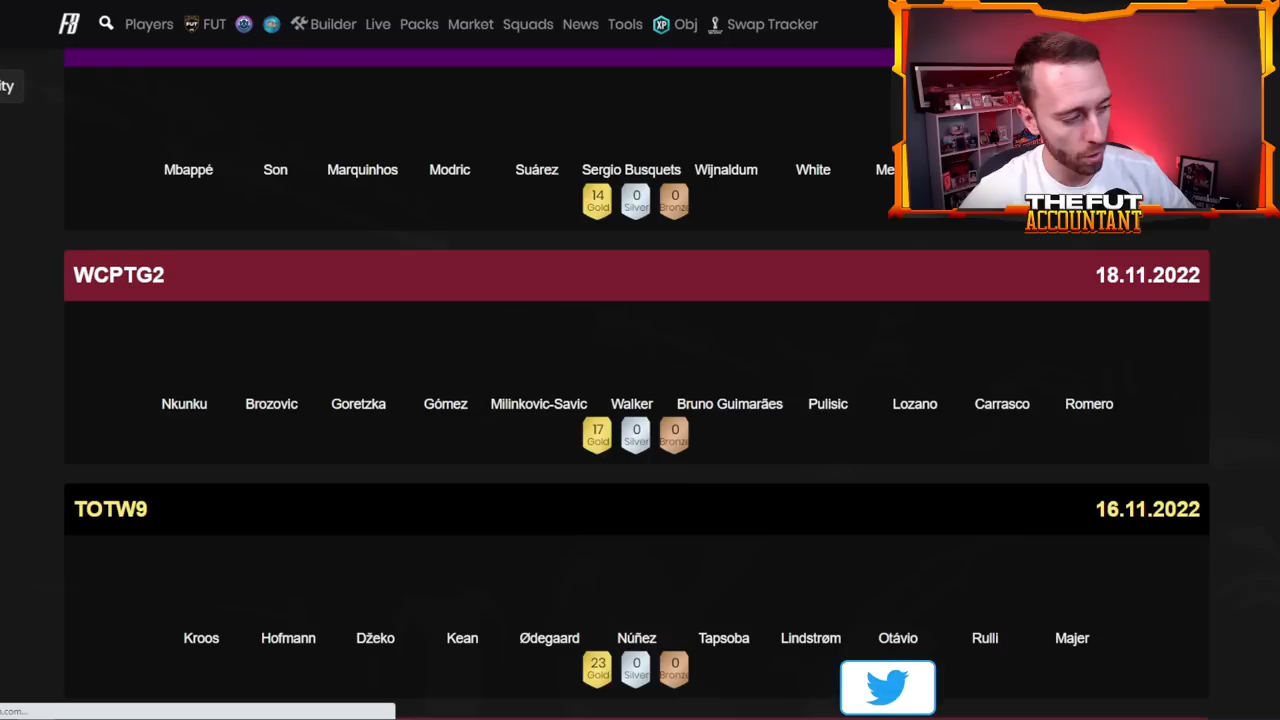 Players FUT Builder Live Packs Market Squads News Tools XP Obj Swap Tracker
ity
Mbappé Son Marquinhos Modric Suárez Sergio Busquets Wijnaldum White Me
14 0 0
Gold Silver Bronze
THE FUT
ACCOUNTANT
WCPTG2 18.11.2022
Nkunku Brozovic Goretzka Gómez Milinkovic-Savic Walker Bruno Guimarães Pulisic Lozano Carrasco Romero
17 0 0
Gold Silver Bronze
TOTW9 16.11.2022
Kroos Hofmann Džeko Kean Ødegaard Núñez Tapsoba Lindstrøm Otávio Rulli Majer
23 0 0
Gold Silver Bronze
.com...